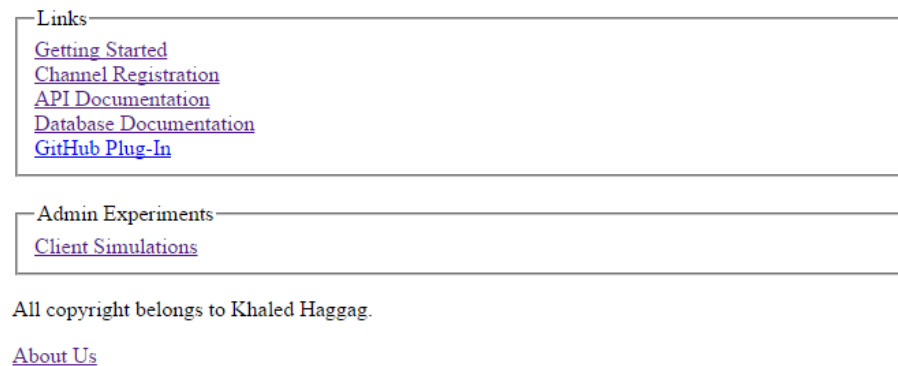 Links
Getting Started
Channel Registration
API Documentation
Database Documentation
GitHub Plug-In
Admin Experiments
Client Simulations
All copyright belongs to Khaled Haggag.
About Us